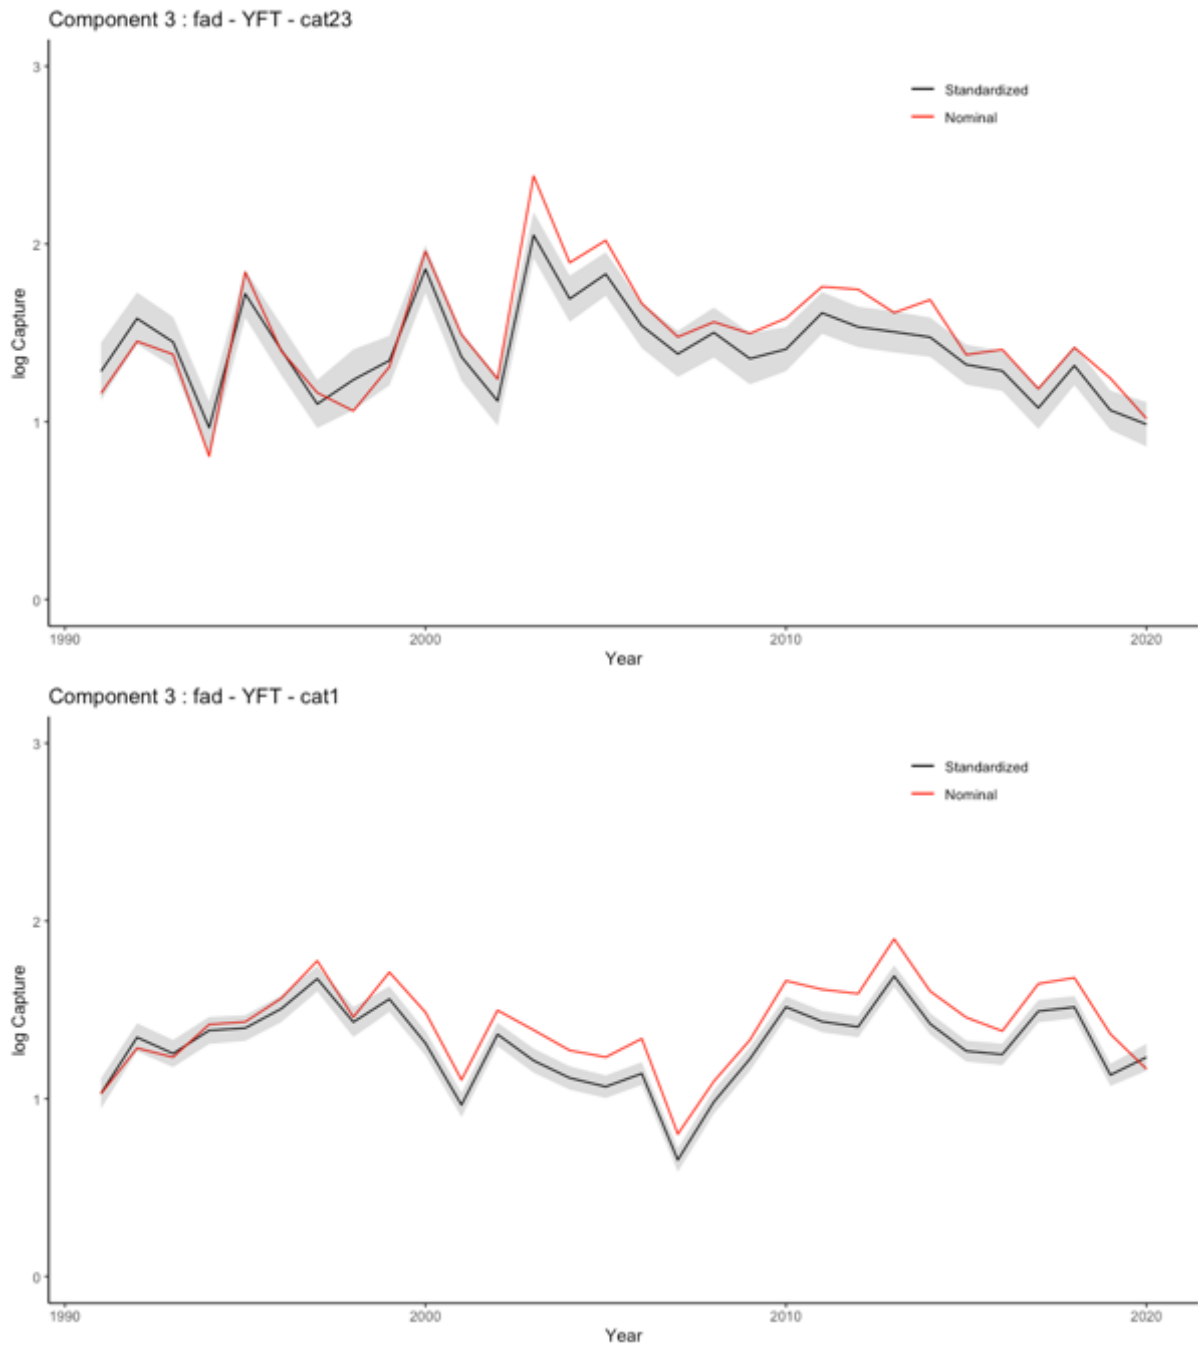 Component 3 : fad - YFT - cat23
3
Standardized
Nominal
2
log Capture
1
0
1990 2000 2010 2020
Year
Component 3 : fad - YFT - cat1
3
Standardized
Nominal
2
log Capture
1
0
1990 2000 2010 2020
Year